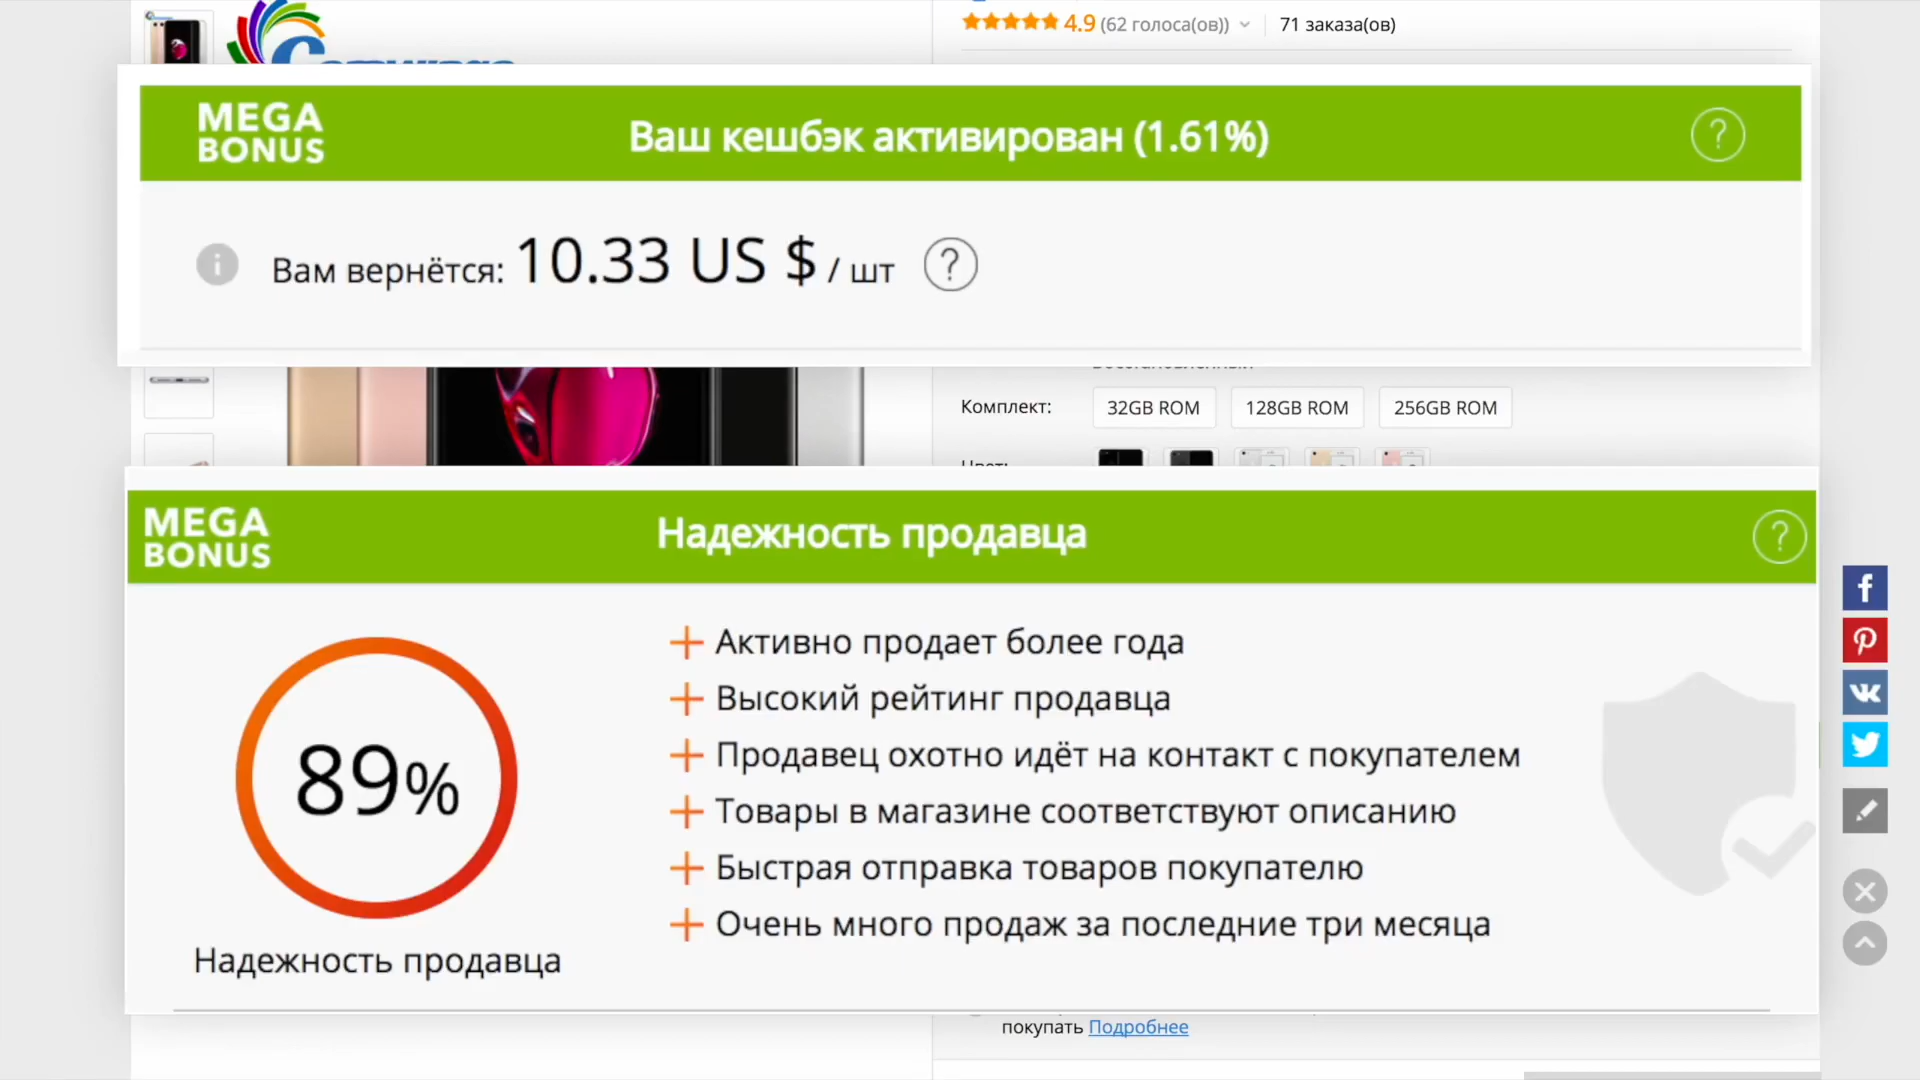 4.9 (62 голоса(ов)) 71 заказа(ов)
MEGA
BONUS
Ваш кешбэк активирован (1.61%)
?
i Вам вернётся: 10.33 US $ / шт ?
Комплект: 32GB ROM 128GB ROM 256GB ROM
MEGA
BONUS
Надежность продавца
?
89%
Надежность продавца
Активно продает более года
Высокий рейтинг продавца
Продавец охотно идёт на контакт с покупателем
Товары в магазине соответствуют описанию
Быстрая отправка товаров покупателю
Очень много продаж за последние три месяца
покупать Подробнее